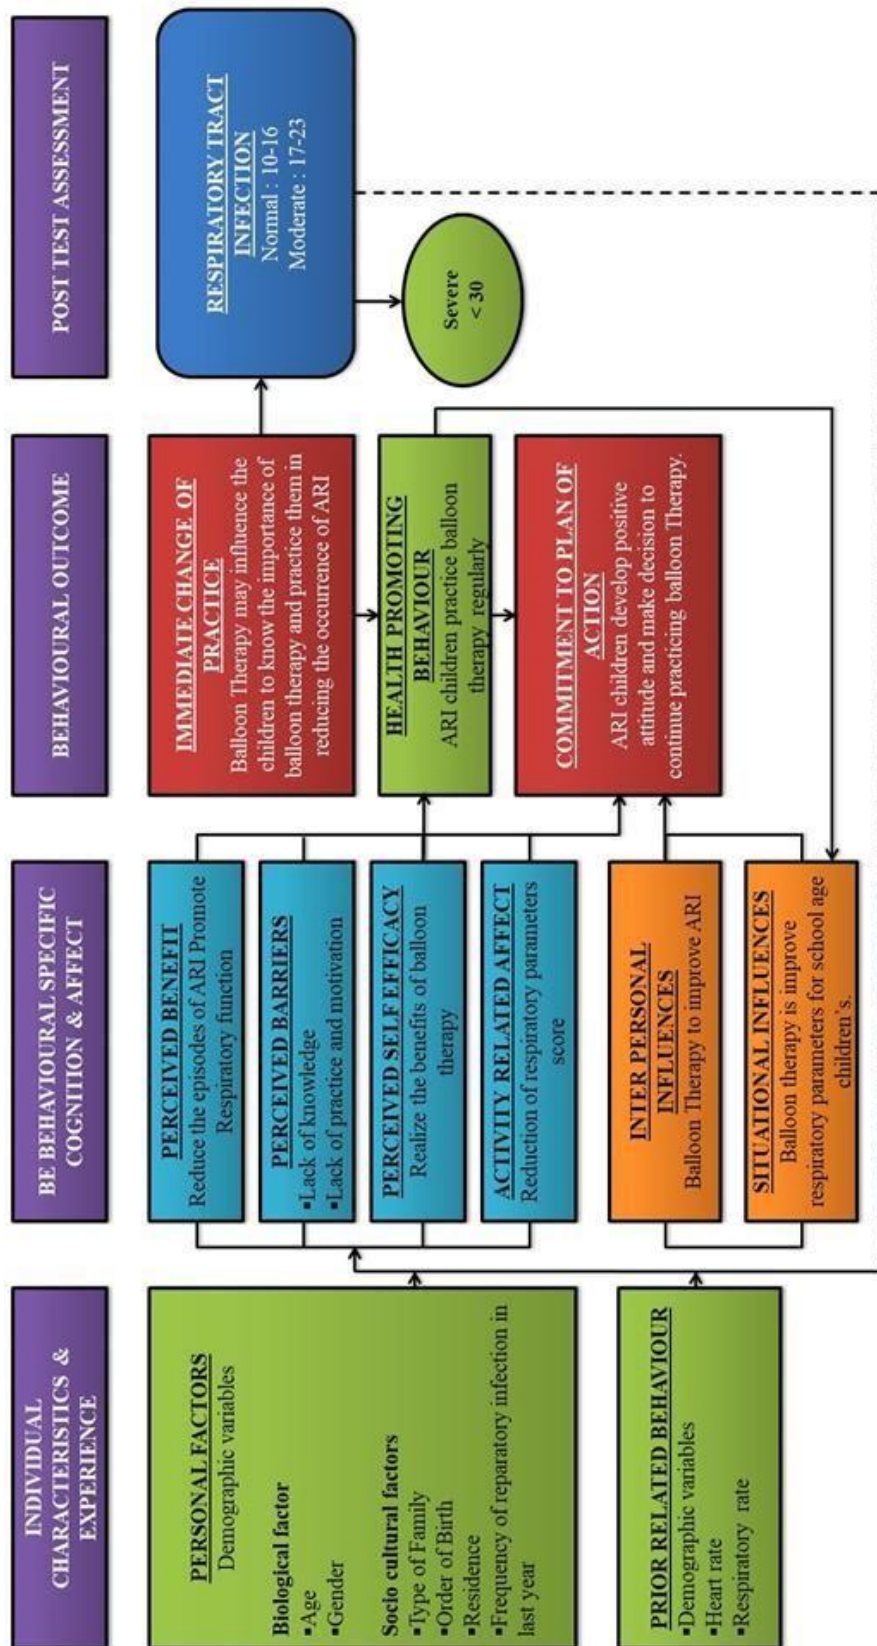 INDIVIDUAL
CHARACTERISTICS &
EXPERIENCE
PERSONAL FACTORS
Demographic variables
Biological factor
▪Age
▪Gender
Socio cultural factors
▪Type of Family
▪Order of Birth
▪Residence
▪Frequency of reparatory infection in
last year
PRIOR RELATED BEHAVIOUR
▪Demographic variables
▪Heart rate
▪Respiratory rate
BE BEHAVIOURAL SPECIFIC
COGNITION & AFFECT
PERCEIVED BENEFIT
Reduce the episodes of ARI Promote
Respiratory function
PERCEIVED BARRIERS
▪Lack of knowledge
▪Lack of practice and motivation
PERCEIVED SELF EFFICACY
Realize the benefits of balloon
therapy
ACTIVITY RELATED AFFECT
Reduction of respiratory parameters
score
INTER PERSONAL
INFLUENCES
Balloon Therapy to improve ARI
SITUATIONAL INFLUENCES
Balloon therapy is improve
respiratory parameters for school age
children's.
BEHAVIOURAL OUTCOME
IMMEDIATE CHANGE OF
PRACTICE
Balloon Therapy may influence the
children to know the importance of
balloon therapy and practice them in
reducing the occurrence of ARI
HEALTH PROMOTING
BEHAVIOUR
ARI children practice balloon
therapy regularly
COMMITMENT TO PLAN OF
ACTION
ARI children develop positive
attitude and make decision to
continue practicing balloon Therapy.
POST TEST ASSESSMENT
RESPIRATORY TRACT
INFECTION
Normal : 10-16
Moderate : 17-23
Severe
< 30